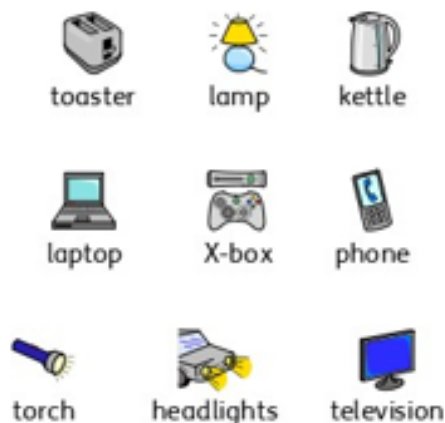 toaster lamp kettle
laptop X-box phone
torch headlights television